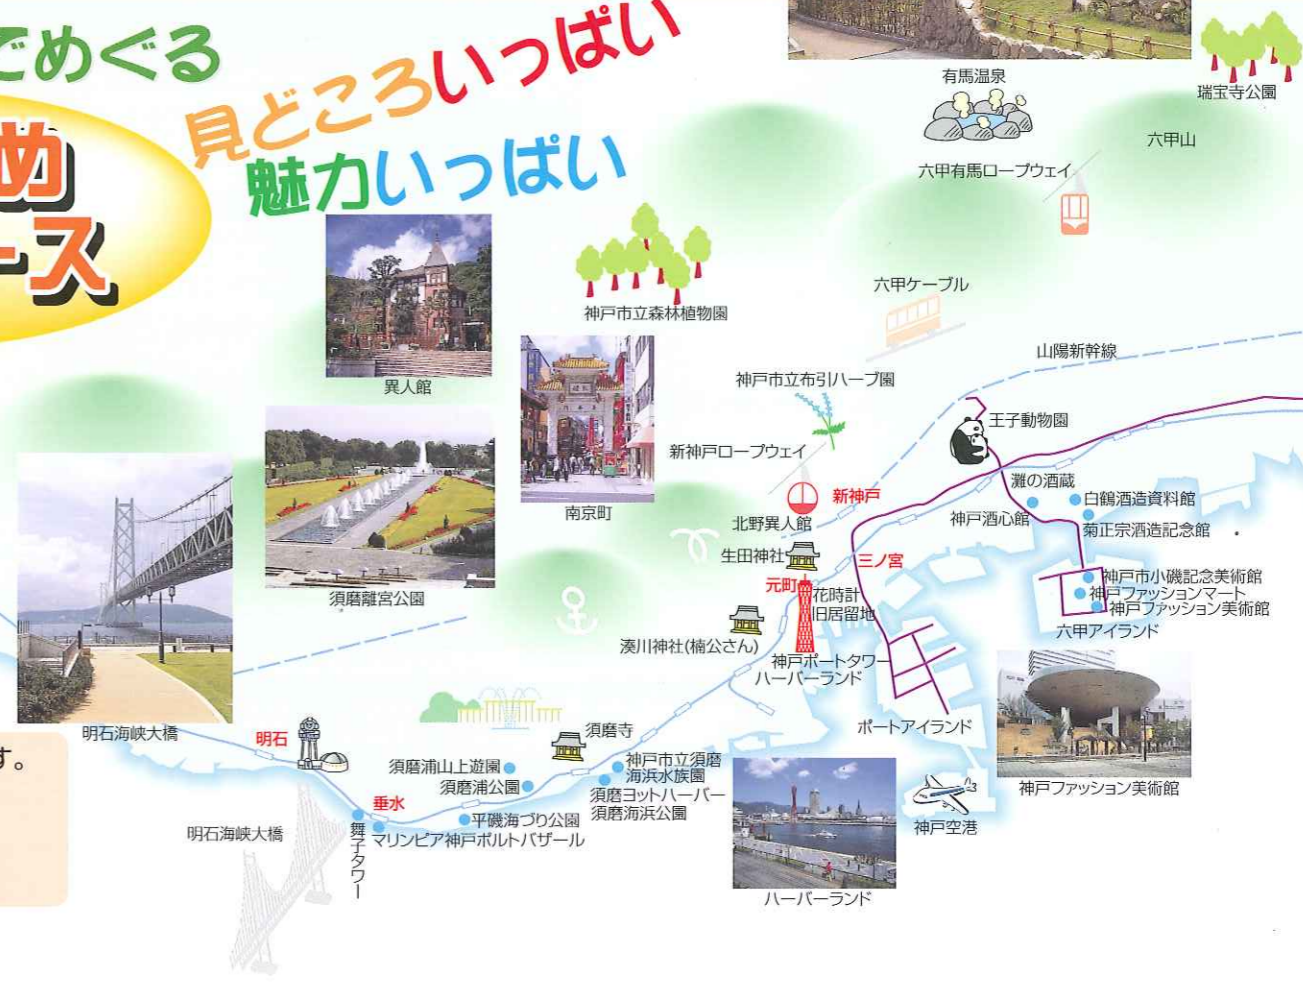 でめぐる
め
ース
見どころいっぱい
魅力いっぱい
有馬温泉
瑞宝寺公園
六甲山
六甲有馬ロープウェイ
神戸市立森林植物園
六甲ケーブル
山陽新幹線
異人館
神戸市立布引ハーブ園
王子動物園
新神戸ロープウェイ
灘の酒蔵
新神戸
白鶴酒造資料館
南京町
北野異人館
神戸酒心館
菊正宗酒造記念館
生田神社
三ノ宮
元町
神戸市小磯記念美術館
花時計
神戸ファッションマート
須磨離宮公園
旧居留地
神戸ファッション美術館
六甲アイランド
湊川神社(楠公さん)
神戸ポートタワー
ハーバーランド
ポートアイランド
明石海峡大橋
明石
須磨寺
す。
須磨浦山上遊園
神戸市立須磨
海浜水族園
須磨浦公園
須磨ヨットハーバー
須磨海浜公園
神戸ファッション美術館
垂水
平磯海づり公園
神戸空港
明石海峡大橋
舞子タワー
マリンピア神戸ポルトバザール
ハーバーランド